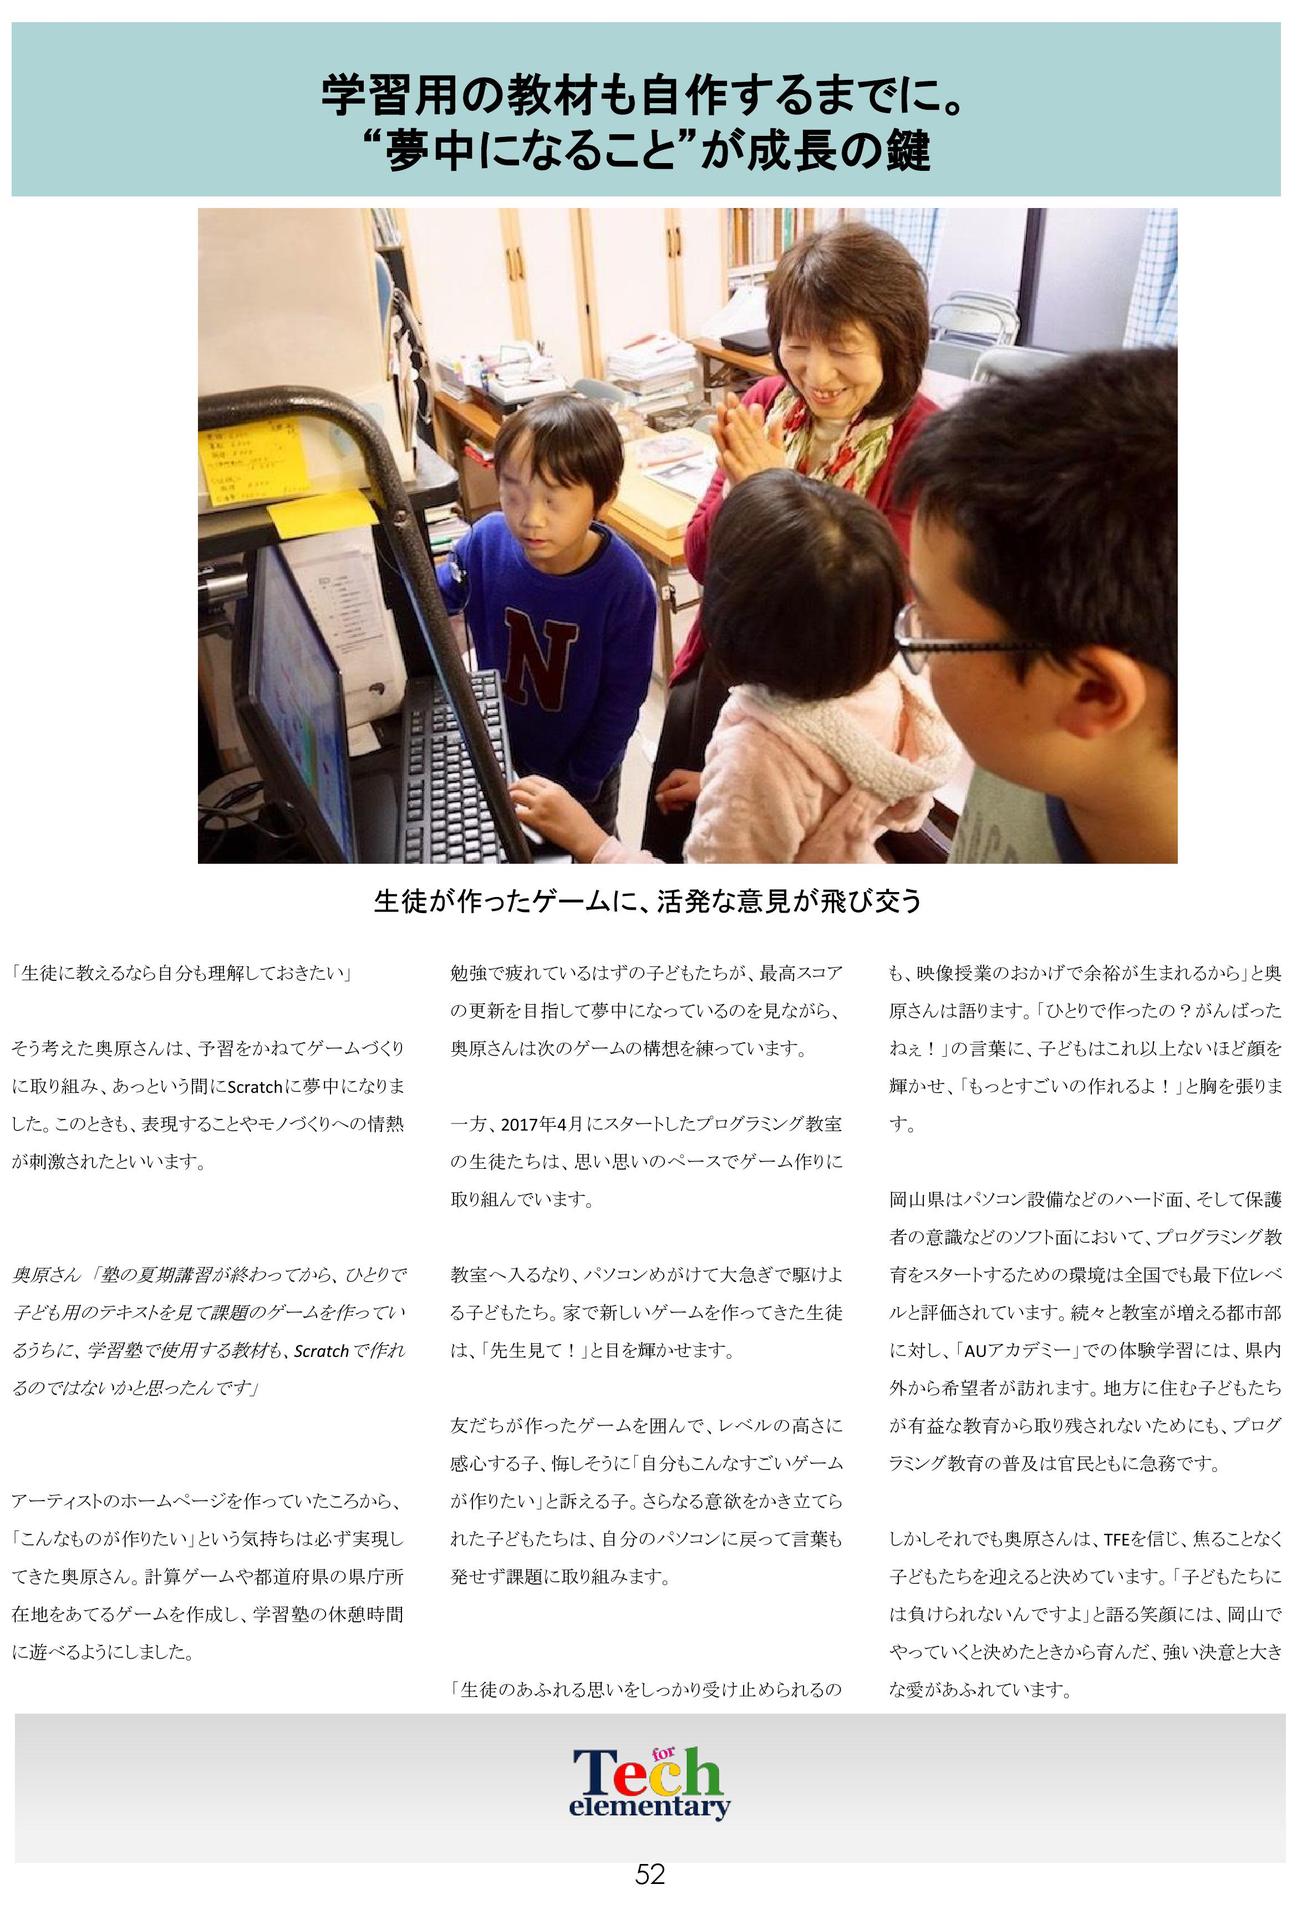 学習用の教材も自作するまでに。
“夢中になること”が成長の鍵
N
生徒が作ったゲームに、活発な意見が飛び交う
「生徒に教えるなら自分も理解しておきたい」
そう考えた奥原さんは、予習をかねてゲームづくり
に取り組み、あっという間にScratchに夢中になりま
した。このときも、表現することやモノづくりへの情熱
が刺激されたといいます。
奥原さん「塾の夏期講習が終わってから、ひとりで
子ども用のテキストを見て課題のゲームを作ってい
るうちに、学習塾で使用する教材も、Scratchで作れ
るのではないかと思ったんです」
アーティストのホームページを作っていたころから、
「こんなものが作りたい」という気持ちは必ず実現し
てきた奥原さん。計算ゲームや都道府県の県庁所
在地をあてるゲームを作成し、学習塾の休憩時間
に遊べるようにしました。
勉強で疲れているはずの子どもたちが、最高スコア
の更新を目指して夢中になっているのを見ながら、
奥原さんは次のゲームの構想を練っています。
一方、2017年4月にスタートしたプログラミング教室
の生徒たちは、思い思いのペースでゲーム作りに
取り組んでいます。
教室へ入るなり、パソコンめがけて大急ぎで駆けよ
る子どもたち。家で新しいゲームを作ってきた生徒
は、「先生見て！」と目を輝かせます。
友だちが作ったゲームを囲んで、レベルの高さに
感心する子、悔しそうに「自分もこんなすごいゲーム
が作りたい」と訴える子。さらなる意欲をかき立てら
れた子どもたちは、自分のパソコンに戻って言葉も
発せず課題に取り組みます。
「生徒のあふれる思いをしっかり受け止められるの
も、映像授業のおかげで余裕が生まれるから」と奥
原さんは語ります。「ひとりで作ったの？がんばった
ねぇ！」の言葉に、子どもはこれ以上ないほど顔を
輝かせ、「もっとすごいの作れるよ！」と胸を張りま
す。
岡山県はパソコン設備などのハード面、そして保護
者の意識などのソフト面において、プログラミング教
育をスタートするための環境は全国でも最下位レベ
ルと評価されています。続々と教室が増える都市部
に対し、「AUアカデミー」での体験学習には、県内
外から希望者が訪れます。地方に住む子どもたち
が有益な教育から取り残されないためにも、プログ
ラミング教育の普及は官民ともに急務です。
しかしそれでも奥原さんは、TFEを信じ、焦ることなく
子どもたちを迎えると決めています。「子どもたちに
は負けられないんですよ」と語る笑顔には、岡山で
やっていくと決めたときから育んだ、強い決意と大き
な愛があふれています。
Tech for
elementary
52